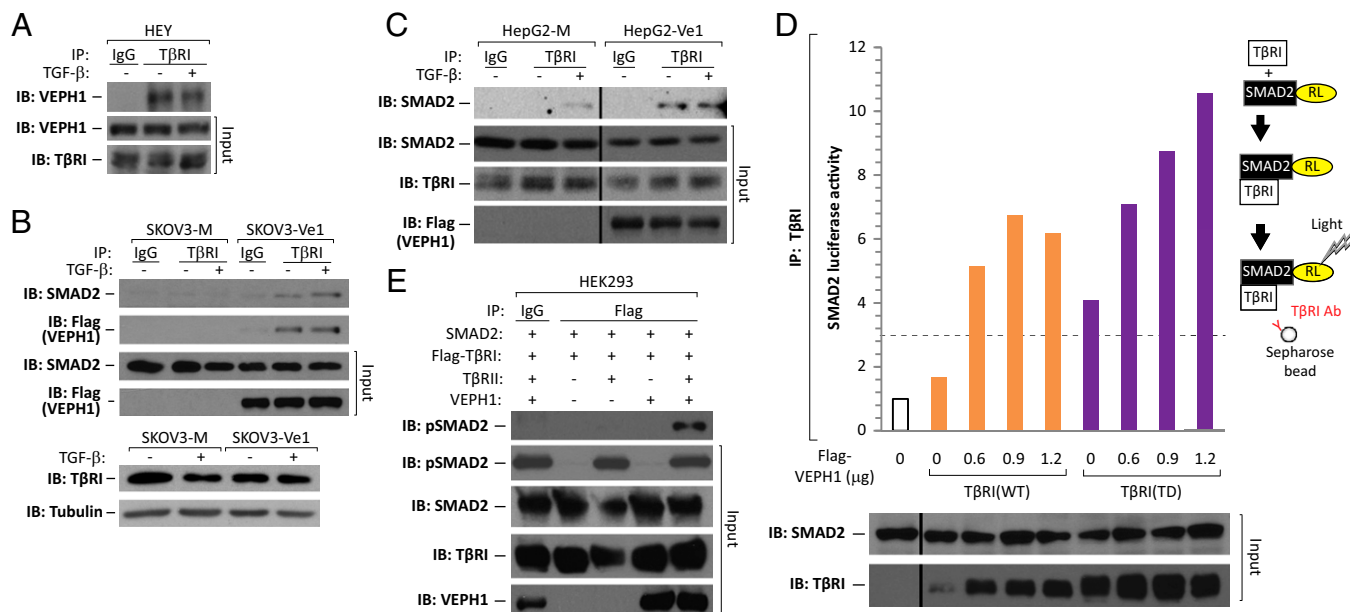 A
HEY
IP: IgG TβRI
TGF-β: - - +
IB: VEPH1
IB: VEPH1
IB: TβRI
Input
B
SKOV3-M SKOV3-Ve1
IP: IgG TβRI IgG TβRI
TGF-β: - - + - - +
IB: SMAD2
IB: Flag
(VEPH1)
IB: SMAD2
IB: Flag
(VEPH1)
Input
SKOV3-M SKOV3-Ve1
TGF-β: - + - +
IB: TβRI
IB: Tubulin
C
HepG2-M HepG2-Ve1
IP: IgG TβRI IgG TβRI
TGF-β: - - + - - +
IB: SMAD2
IB: SMAD2
IB: TβRI
IB: Flag
(VEPH1)
Input
E
HEK293
IP: IgG Flag
SMAD2: + + + + +
Flag-TβRI: + + + + +
TβRII: + - + - +
VEPH1: + - - + +
IB: pSMAD2
IB: pSMAD2
IB: SMAD2
IB: TβRI
IB: VEPH1
Input
D
IP: TβRI
SMAD2 luciferase activity
12
10
8
6
4
2
0
Flag-
VEPH1 (μg)
0 0 0.6 0.9 1.2 0 0.6 0.9 1.2
TβRI(WT) TβRI(TD)
IB: SMAD2
IB: TβRI
Input
TβRI
+
SMAD2 RL
SMAD2 RL
TβRI
Light
SMAD2 RL
TβRI
TβRI Ab
Sepharose
bead